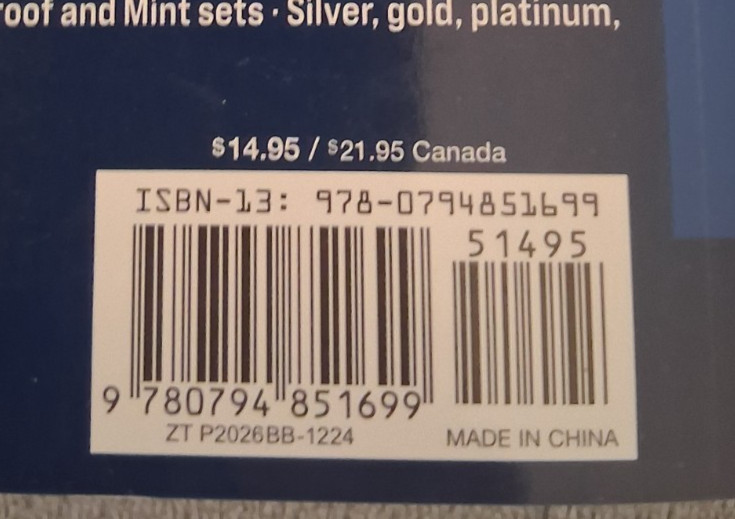 roof and Mint sets · Silver, gold, platinum,
$14.95 / $21.95 Canada
ISBN-13: 978-0794851699
51495
9 780794 851699
ZT P2026BB-1224
MADE IN CHINA